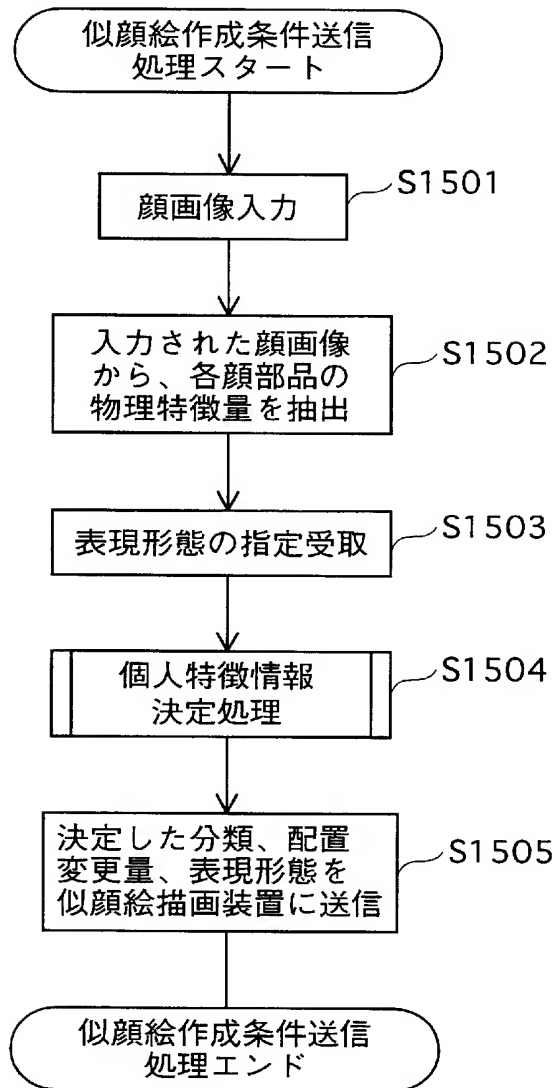 似顔絵作成条件送信
処理スタート
S1501
顔画像入力
S1502
入力された顔画像
から、各顔部品の
物理特徴量を抽出
S1503
表現形態の指定受取
S1504
個人特徴情報
決定処理
S1505
決定した分類、配置
変更量、表現形態を
似顔絵描画装置に送信
似顔絵作成条件送信
処理エンド